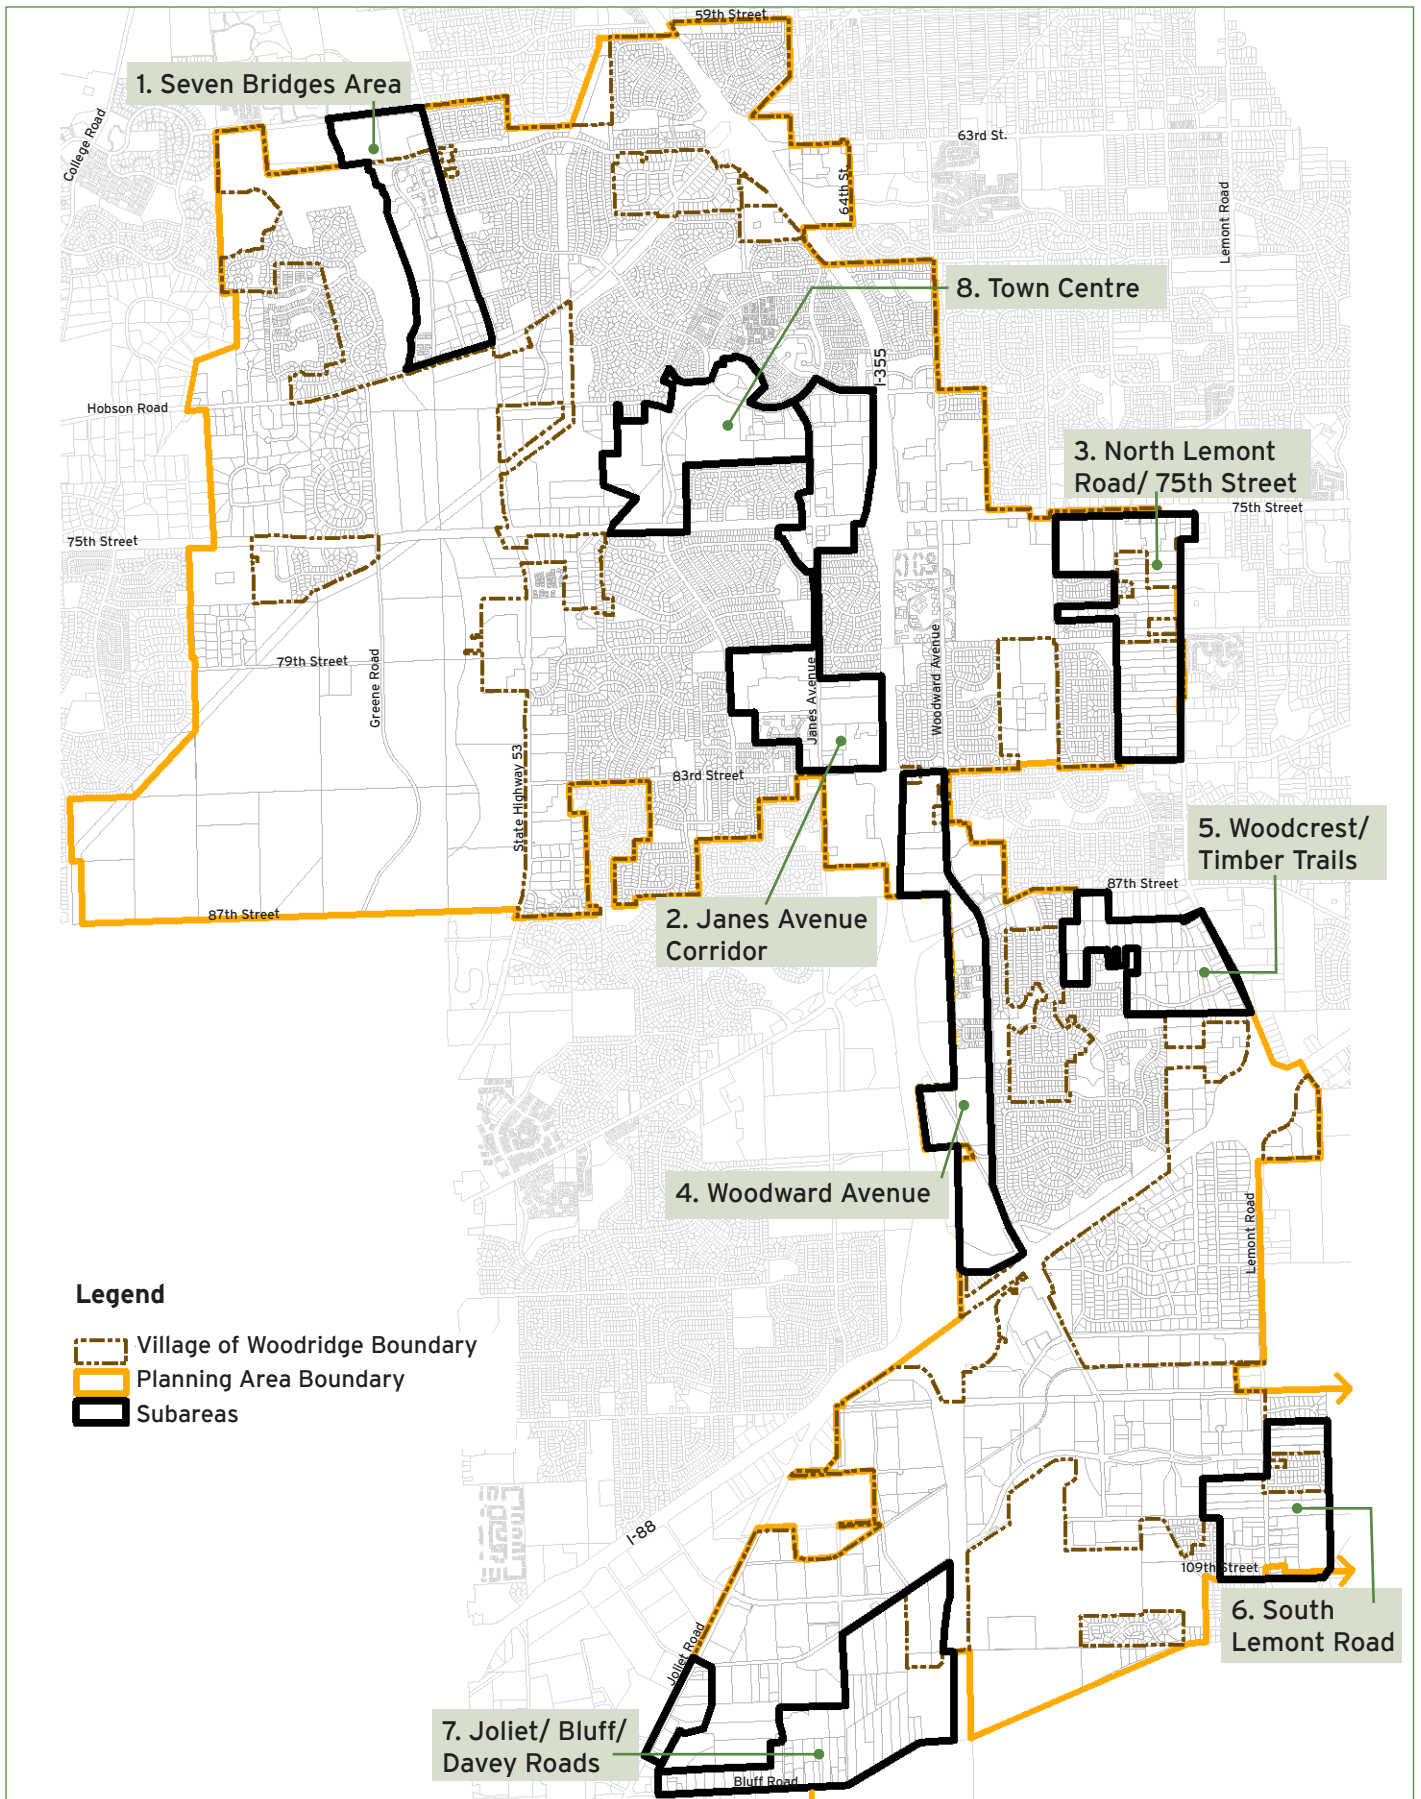 59th Street
1. Seven Bridges Area
College Road
63rd St.
64th St.
Lemont Road
8. Town Centre
I-355
Hobson Road
3. North Lemont
Road/ 75th Street
75th Street
75th Street
79th Street
Greene Road
Janes Avenue
Woodward Avenue
State Highway 53
83rd Street
5. Woodcrest/
Timber Trails
87th Street
87th Street
2. Janes Avenue
Corridor
4. Woodward Avenue
Lemont Road
Legend
Village of Woodridge Boundary
Planning Area Boundary
Subareas
I-88
109th Street
6. South
Lemont Road
Joliet Road
7. Joliet/ Bluff/
Davey Roads
Bluff Road